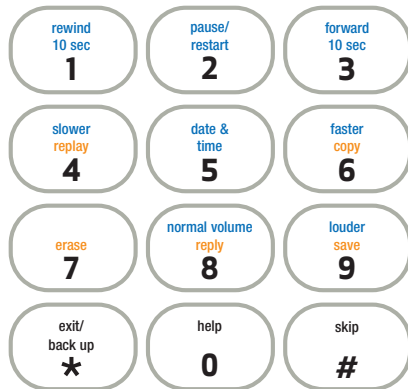 rewind
10 sec
1
pause/
restart
2
forward
10 sec
3
slower
replay
4
date &
time
5
faster
copy
6
erase
7
normal volume
reply
8
louder
save
9
exit/
back up
*
help
0
skip
#